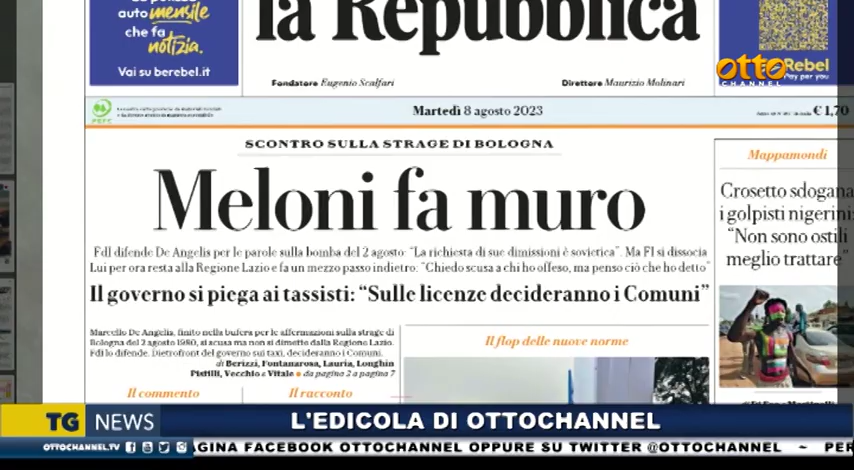 auto mensile
che fa
notizia.
Vai su berebel.it
la Repubblica
Fondatore Eugenio Scalfari
Direttore Maurizio Molinari
otto
CHANNEL
Rebel
Pay per you
PEFC
Martedì 8 agosto 2023
€ 1,70
SCONTRO SULLA STRAGE DI BOLOGNA
Meloni fa muro
FdI difende De Angelis per le parole sulla bomba del 2 agosto: “La richiesta di sue dimissioni è sovietica”. Ma FI si dissocia
Lui per ora resta alla Regione Lazio e fa un mezzo passo indietro: “Chiedo scusa a chi ho offeso, ma penso ciò che ho detto”
Il governo si piega ai tassisti: “Sulle licenze decideranno i Comuni”
Marcello De Angelis, finito nella bufera per le affermazioni sulla strage di
Bologna del 2 agosto 1980, si scusa ma non si dimette dalla Regione Lazio.
FdI lo difende. Dietrofront del governo sui taxi, decideranno i Comuni.
di Berizzi, Fontanarosa, Lauria, Longhin
Pistilli, Vecchio e Vitale ● da pagina 2 a pagina 7
Il commento
Il racconto
Il flop delle nuove norme
Mappamondi
Crosetto sdogana
i golpisti nigerini:
“Non sono ostili
meglio trattare”
TG NEWS
L'EDICOLA DI OTTOCHANNEL
OTTOCHANNEL.TV
AGINA FACEBOOK OTTOCHANNEL OPPURE SU TWITTER @OTTOCHANNEL ~ PER